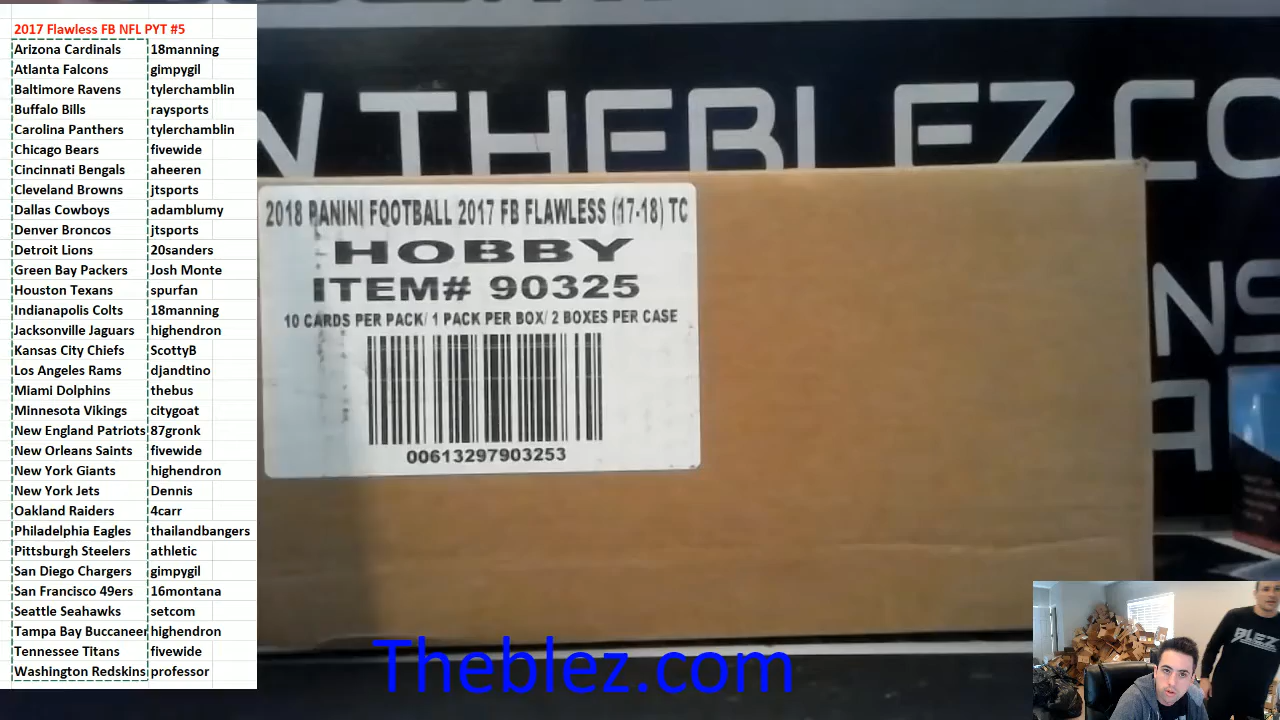 2017 Flawless FB NFL PYT #5
Arizona Cardinals 18manning
Atlanta Falcons gimpygil
Baltimore Ravens tylerchamblin
Buffalo Bills raysports
Carolina Panthers tylerchamblin
Chicago Bears fivewide
Cincinnati Bengals aheeren
Cleveland Browns jtsports
Dallas Cowboys adamblumy
Denver Broncos jtsports
Detroit Lions 20sanders
Green Bay Packers Josh Monte
Houston Texans spurfan
Indianapolis Colts 18manning
Jacksonville Jaguars highendron
Kansas City Chiefs ScottyB
Los Angeles Rams djandtino
Miami Dolphins thebus
Minnesota Vikings citygoat
New England Patriots 87gronk
New Orleans Saints fivewide
New York Giants highendron
New York Jets Dennis
Oakland Raiders 4carr
Philadelphia Eagles thailandbangers
Pittsburgh Steelers athletic
San Diego Chargers gimpygil
San Francisco 49ers 16montana
Seattle Seahawks setcom
Tampa Bay Buccaneer highendron
Tennessee Titans fivewide
Washington Redskins professor
THEBLEZ.CO
2018 PANINI FOOTBALL 2017 FB FLAWLESS (17-18) TC
HOBBY
ITEM# 90325
10 CARDS PER PACK/ 1 PACK PER BOX/ 2 BOXES PER CASE
00613297903253
Theblez.com
BLEZ